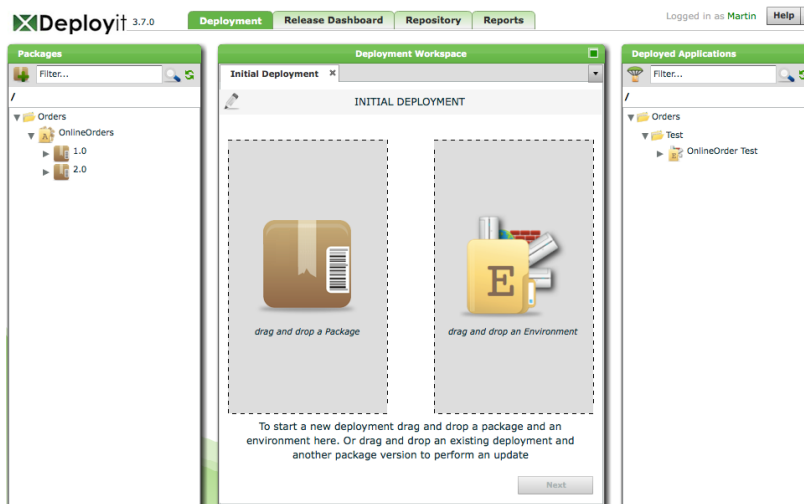 XDeployit 3.7.0
Deployment
Release Dashboard
Repository
Reports
Logged in as Martin
Help
Packages
Filter...
/
Orders
OnlineOrders
1.0
2.0
Deployment Workspace
Initial Deployment
INITIAL DEPLOYMENT
drag and drop a Package
E
drag and drop an Environment
To start a new deployment drag and drop a package and an
environment here. Or drag and drop an existing deployment and
another package version to perform an update
Next
Deployed Applications
Filter...
/
Orders
Test
OnlineOrder Test